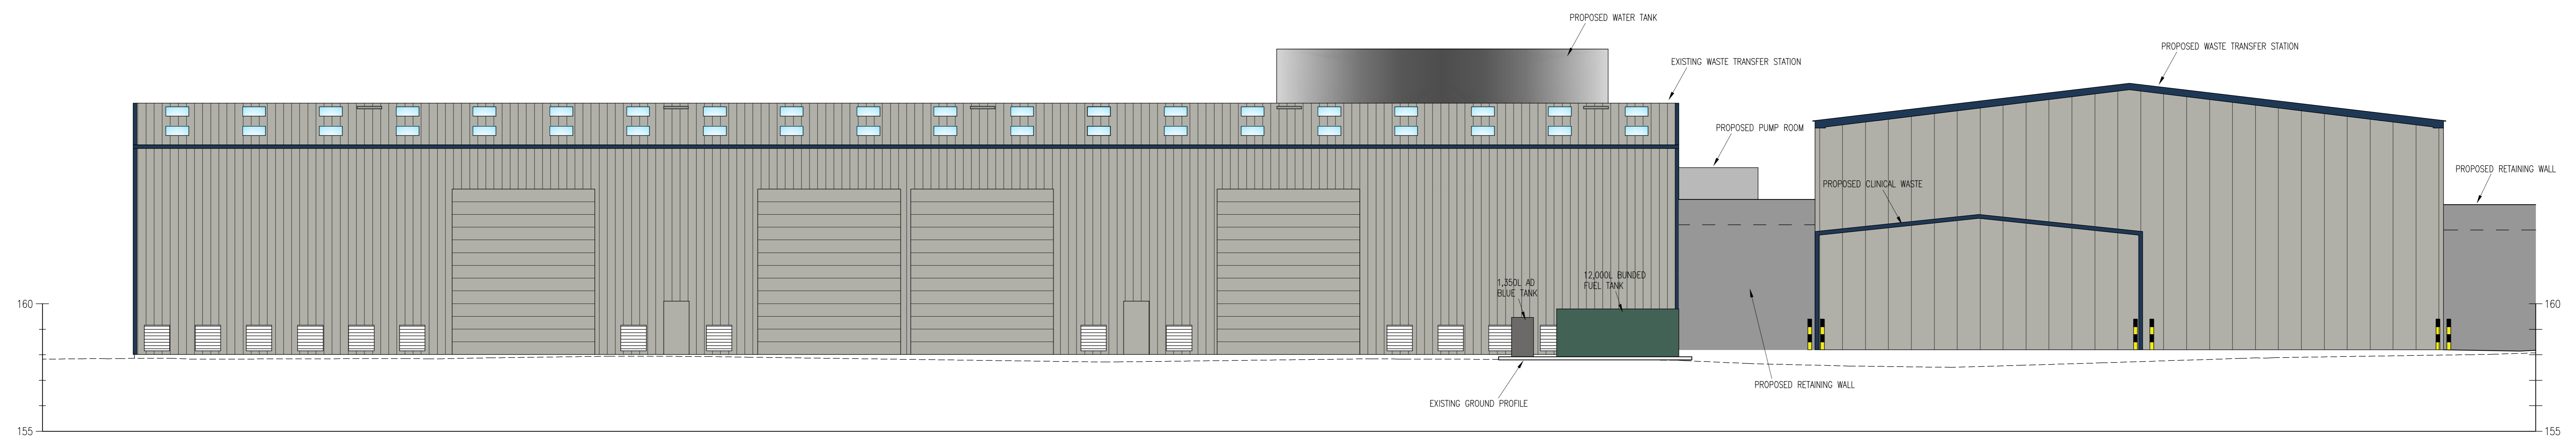 PROPOSED WATER TANK
PROPOSED WASTE TRANSFER STATION
EXISTING WASTE TRANSFER STATION
PROPOSED PUMP ROOM
PROPOSED RETAINING WALL
PROPOSED CLINICAL WASTE
1,350L AD
BLUE TANK
12,000L BUNDED
FUEL TANK
160
160
PROPOSED RETAINING WALL
EXISTING GROUND PROFILE
155
155